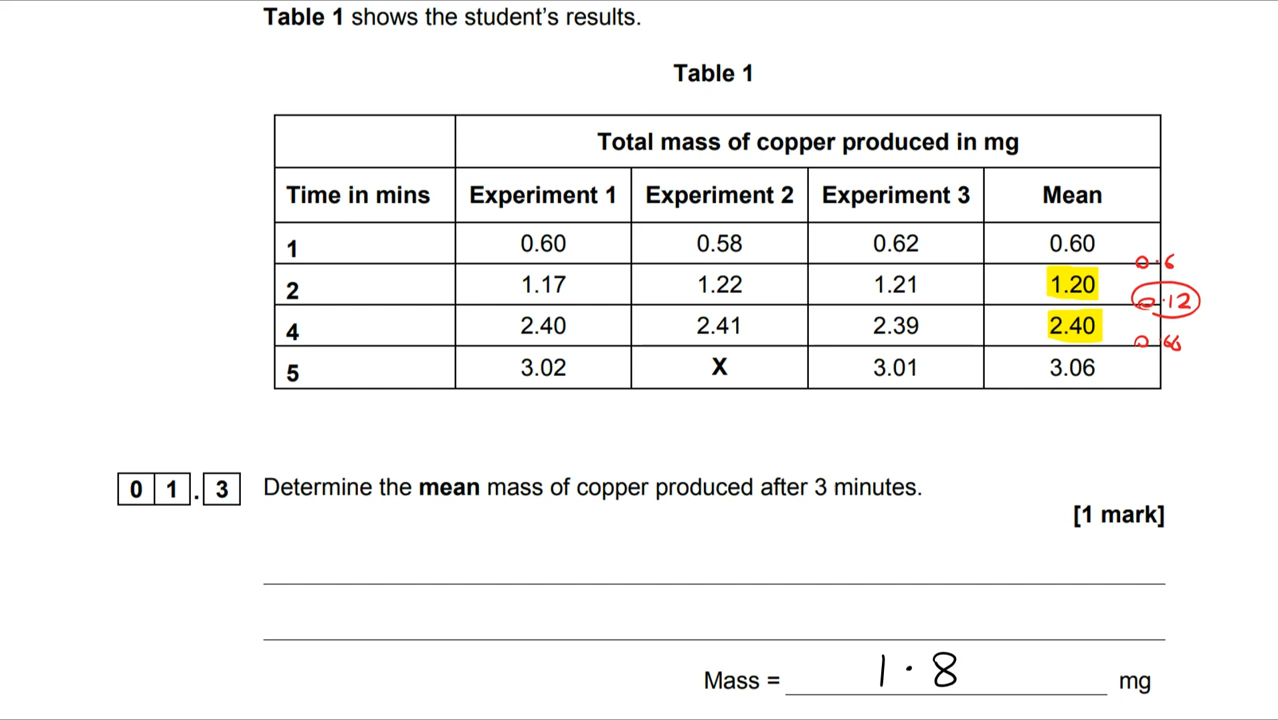 Table 1 shows the student's results.
Table 1
Total mass of copper produced in mg
Time in mins Experiment 1 Experiment 2 Experiment 3 Mean
1 0.60 0.58 0.62 0.60
0.6
2 1.17 1.22 1.21 1.20
0.12
4 2.40 2.41 2.39 2.40
0.66
5 3.02 X 3.01 3.06
0 1 . 3 Determine the mean mass of copper produced after 3 minutes.
[1 mark]
Mass = 1.8 mg